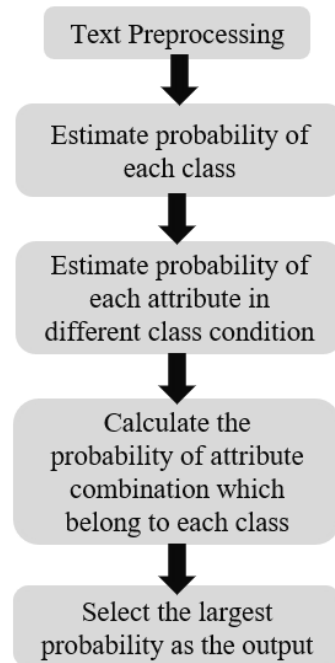 Text Preprocessing
Estimate probability of
each class
Estimate probability of
each attribute in
different class condition
Calculate the
probability of attribute
combination which
belong to each class
Select the largest
probability as the output